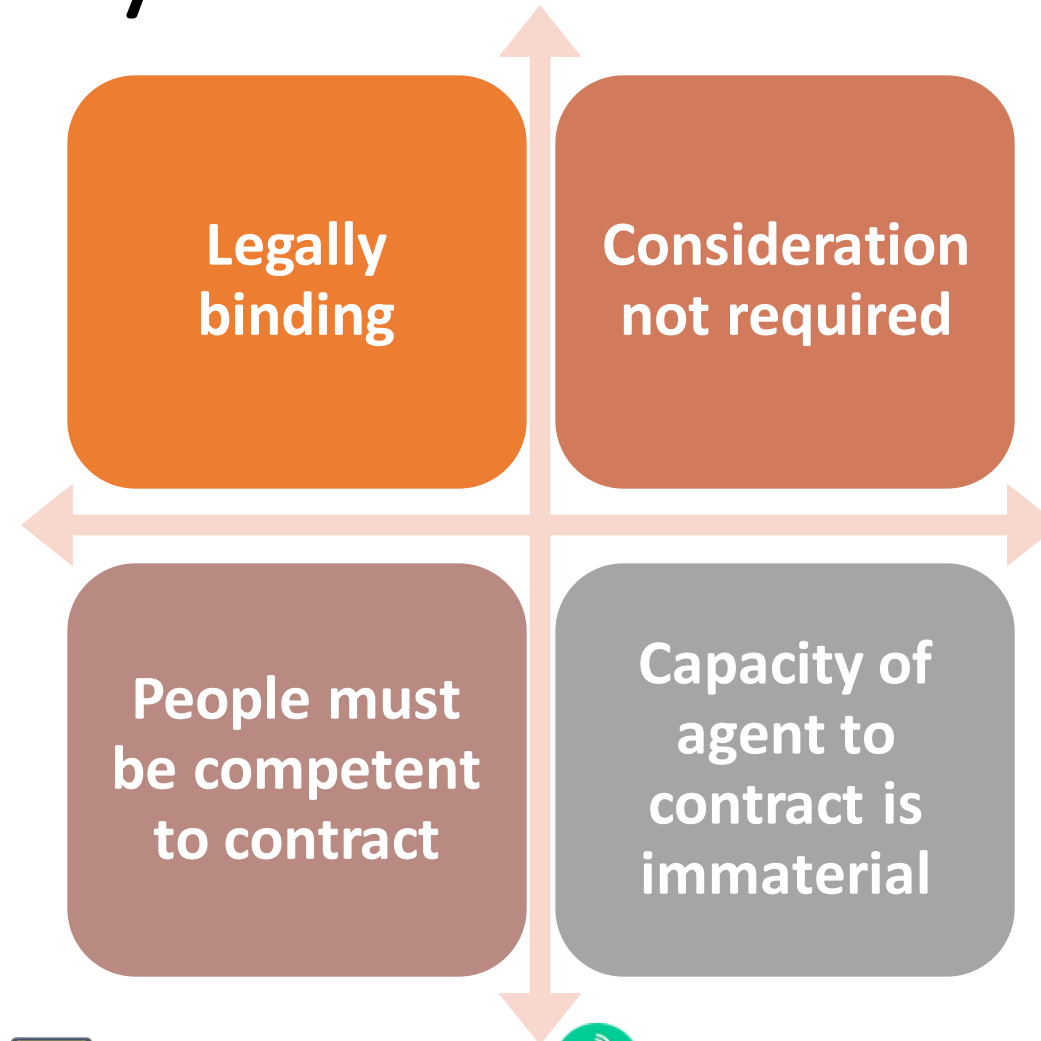 Legally
binding
Consideration
not required
People must
be competent
to contract
Capacity of
agent to
contract is
immaterial